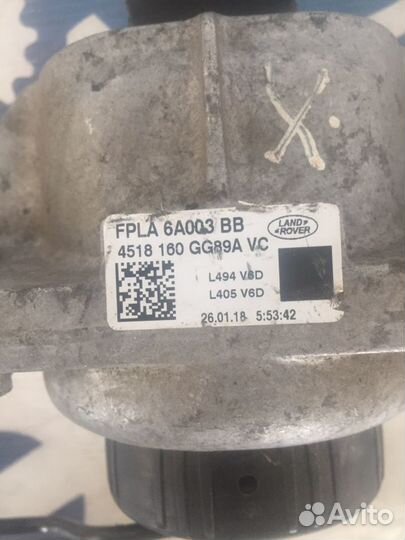 X.
FPLA 6A003 BB
LAND
ROVER
4518 160 GG89A VC
L494 V6D
L405 V6D
26.01.18 5:53:42
Avito